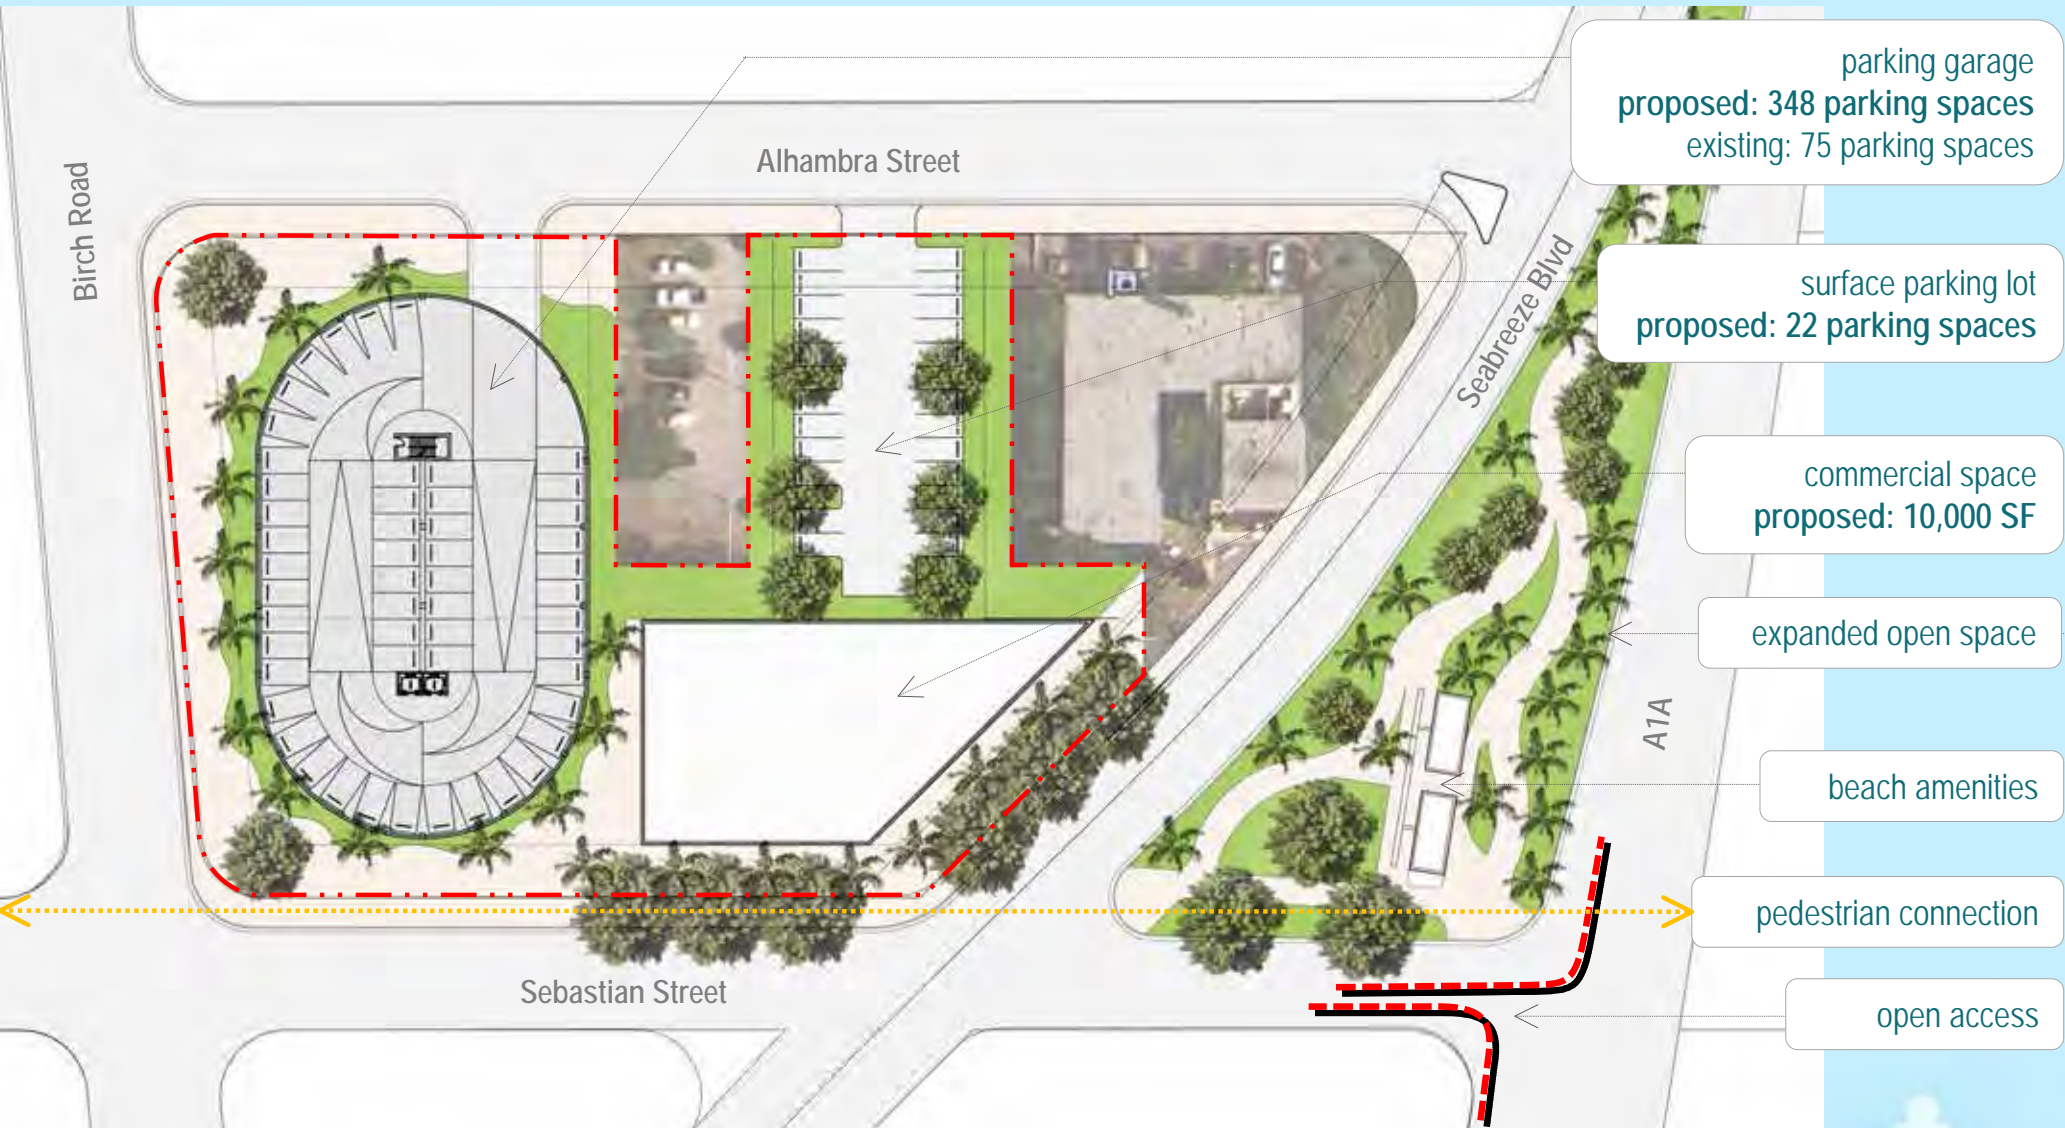 parking garage
proposed: 348 parking spaces
existing: 75 parking spaces
Alhambra Street
Birch Road
Seabreeze Blvd
surface parking lot
proposed: 22 parking spaces
commercial space
proposed: 10,000 SF
expanded open space
A1A
beach amenities
pedestrian connection
Sebastian Street
open access